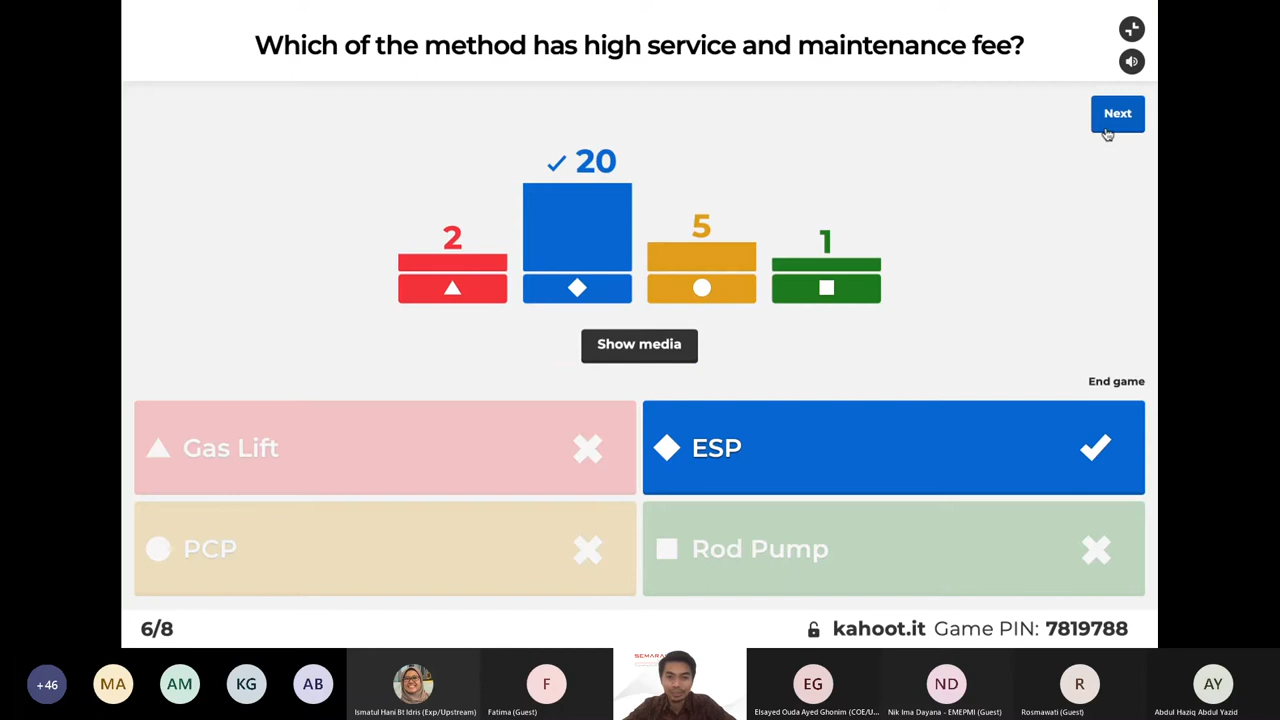 Which of the method has high service and maintenance fee?
Next
2
20
5
1
Show media
End game
Gas Lift
ESP
PCP
Rod Pump
6/8
kahoot.it Game PIN: 7819788
+46
MA
AM
KG
AB
F
EG
ND
R
AY
Ismatul Hani Bt Idris (Exp/Upstream)
Fatima (Guest)
Elsayed Ouda Ayed Ghonim (COE/U...
Nik Ima Dayana - EMEPMI (Guest)
Rosmawati (Guest)
Abdul Haziq Abdul Yazid